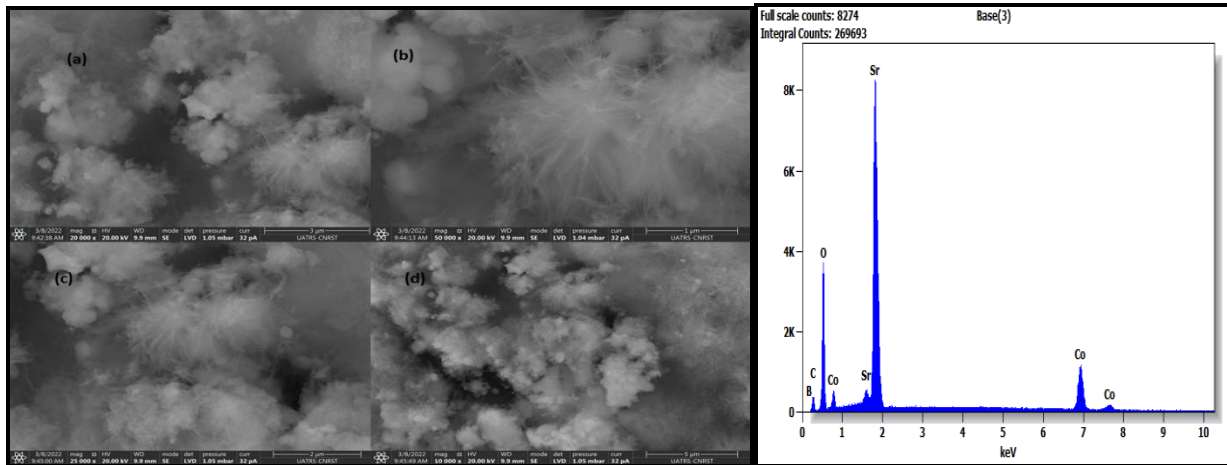 (a)
3/8/2022 mag HV WD mode det pressure curr 3 µm
9:42:38 AM 20 000 x 20.00 kV 9.9 mm SE LVD 1.05 mbar 32 pA UATRS-CNRST
(b)
3/8/2022 mag HV WD mode det pressure curr 1 µm
9:44:13 AM 50 000 x 20.00 kV 9.9 mm SE LVD 1.04 mbar 32 pA UATRS-CNRST
(c)
3/8/2022 mag HV WD mode det pressure curr 2 µm
9:45:00 AM 25 000 x 20.00 kV 9.9 mm SE LVD 1.05 mbar 32 pA UATRS-CNRST
(d)
3/8/2022 mag HV WD mode det pressure curr 5 µm
9:45:49 AM 10 000 x 20.00 kV 9.9 mm SE LVD 1.05 mbar 32 pA UATRS-CNRST
Full scale counts: 8274 Base(3)
Integral Counts: 269693
8K
6K
4K
2K
0
B
C
O
Co
Sr
Sr
Co
Co
0 1 2 3 4 5 6 7 8 9 10
keV